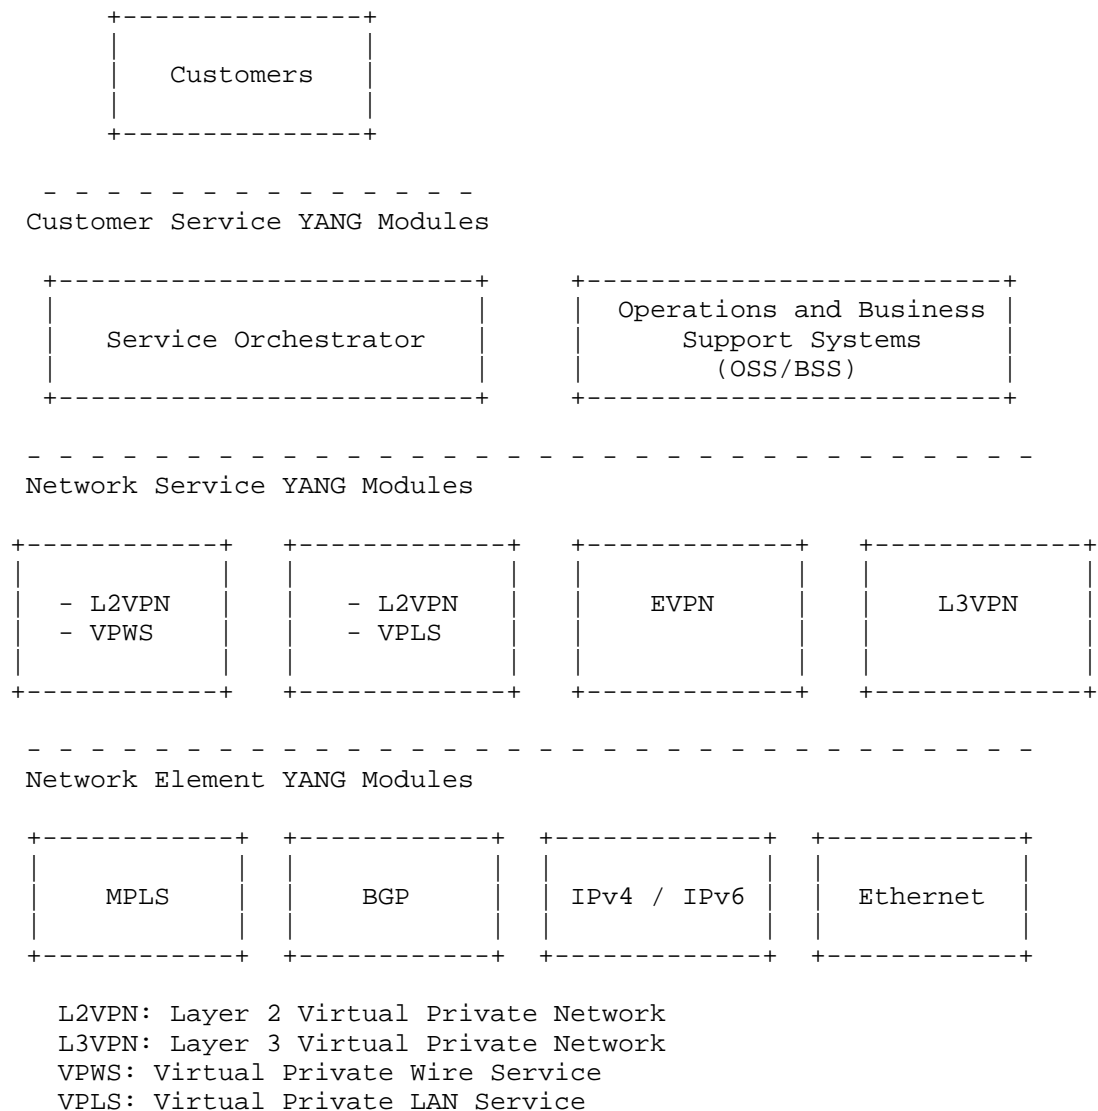 +---------------+
|               |
|   Customers   |
|               |
+---------------+
- - - - - - - - - - - - - -
Customer Service YANG Modules
+--------------------------+     +--------------------------+
|                          |     |  Operations and Business |
|   Service Orchestrator   |     |      Support Systems     |
|                          |     |        (OSS/BSS)         |
+--------------------------+     +--------------------------+
- - - - - - - - - - - - - - - - - - - - - - - - - - - - - - - -
Network Service YANG Modules
+------------+   +-------------+   +-------------+   +-------------+
|            |   |             |   |             |   |             |
|  - L2VPN   |   |   - L2VPN   |   |    EVPN     |   |    L3VPN    |
|  - VPWS    |   |   - VPLS    |   |             |   |             |
|            |   |             |   |             |   |             |
+------------+   +-------------+   +-------------+   +-------------+
- - - - - - - - - - - - - - - - - - - - - - - - - - - - - - - -
Network Element YANG Modules
+------------+  +------------+  +-------------+  +------------+
|            |  |            |  |             |  |            |
|    MPLS    |  |    BGP     |  | IPv4 / IPv6 |  |  Ethernet  |
|            |  |            |  |             |  |            |
+------------+  +------------+  +-------------+  +------------+
L2VPN: Layer 2 Virtual Private Network
L3VPN: Layer 3 Virtual Private Network
VPWS: Virtual Private Wire Service
VPLS: Virtual Private LAN Service